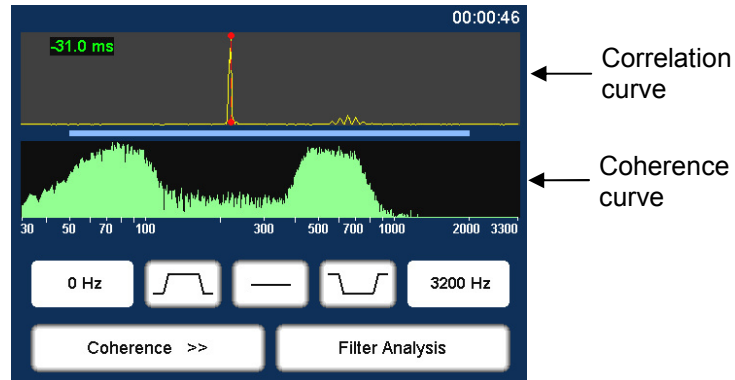 00:00:46
-31.0 ms
Correlation
curve
Coherence
curve
30 50 70 100 300 500 700 1000 2000 3300
0 Hz 3200 Hz
Coherence >> Filter Analysis